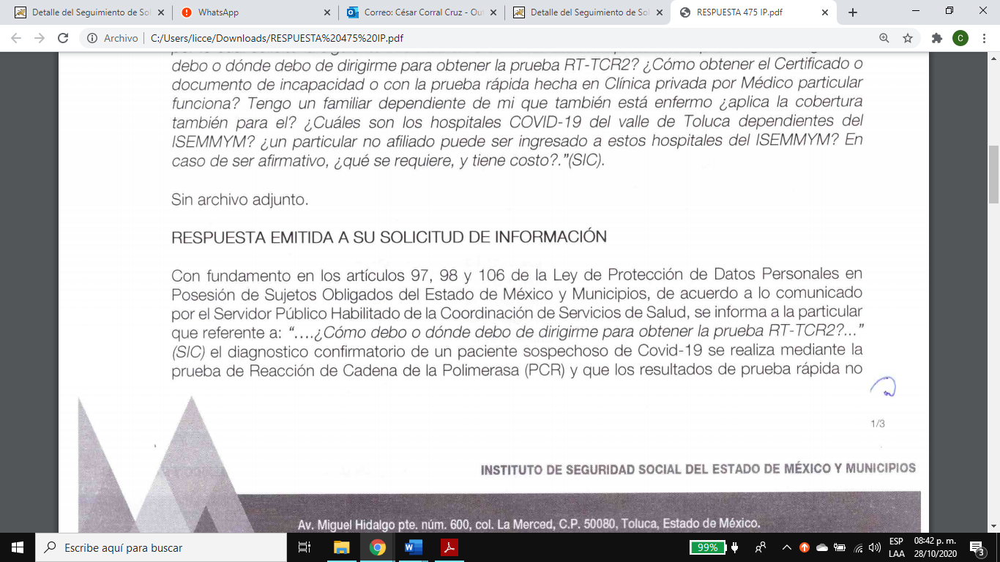 Detalle del Seguimiento de Sol
WhatsApp
Correo: César Corral Cruz - Out
Detalle del Seguimiento de Sol
RESPUESTA 475 IP.pdf
Archivo
C:/Users/licce/Downloads/RESPUESTA%20475%20IP.pdf
C
debo o dónde debo de dirigirme para obtener la prueba RT-TCR2? ¿Cómo obtener el Certificado o
documento de incapacidad o con la prueba rápida hecha en Clínica privada por Médico particular
funciona? Tengo un familiar dependiente de mi que también está enfermo ¿aplica la cobertura
también para el? ¿Cuáles son los hospitales COVID-19 del valle de Toluca dependientes del
ISEMMYM? ¿un particular no afiliado puede ser ingresado a estos hospitales del ISEMMYM? En
caso de ser afirmativo, ¿qué se requiere, y tiene costo?.”(SIC).
Sin archivo adjunto.
RESPUESTA EMITIDA A SU SOLICITUD DE INFORMACIÓN
Con fundamento en los artículos 97, 98 y 106 de la Ley de Protección de Datos Personales en
Posesión de Sujetos Obligados del Estado de México y Municipios, de acuerdo a lo comunicado
por el Servidor Público Habilitado de la Coordinación de Servicios de Salud, se informa a la particular
que referente a: “….¿Cómo debo o dónde debo de dirigirme para obtener la prueba RT-TCR2?...”
(SIC) el diagnostico confirmatorio de un paciente sospechoso de Covid-19 se realiza mediante la
prueba de Reacción de Cadena de la Polimerasa (PCR) y que los resultados de prueba rápida no
1/3
INSTITUTO DE SEGURIDAD SOCIAL DEL ESTADO DE MÉXICO Y MUNICIPIOS
Av. Miguel Hidalgo pte. núm. 600, col. La Merced, C.P. 50080, Toluca, Estado de México.
Escribe aquí para buscar
99%
ESP
LAA
08:42 p. m.
28/10/2020
3